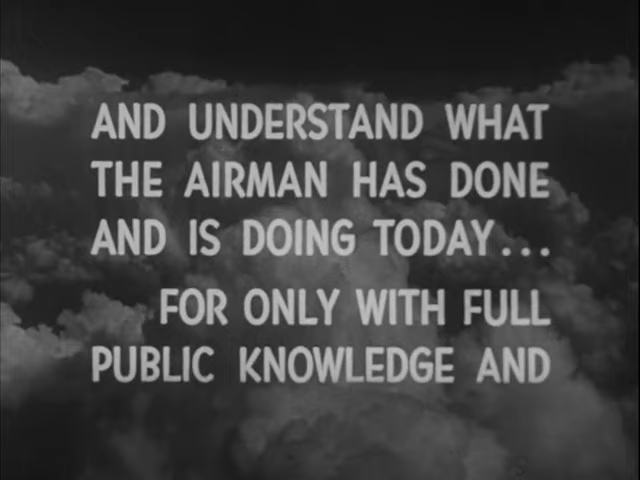 AND UNDERSTAND WHAT
THE AIRMAN HAS DONE
AND IS DOING TODAY...
FOR ONLY WITH FULL
PUBLIC KNOWLEDGE AND